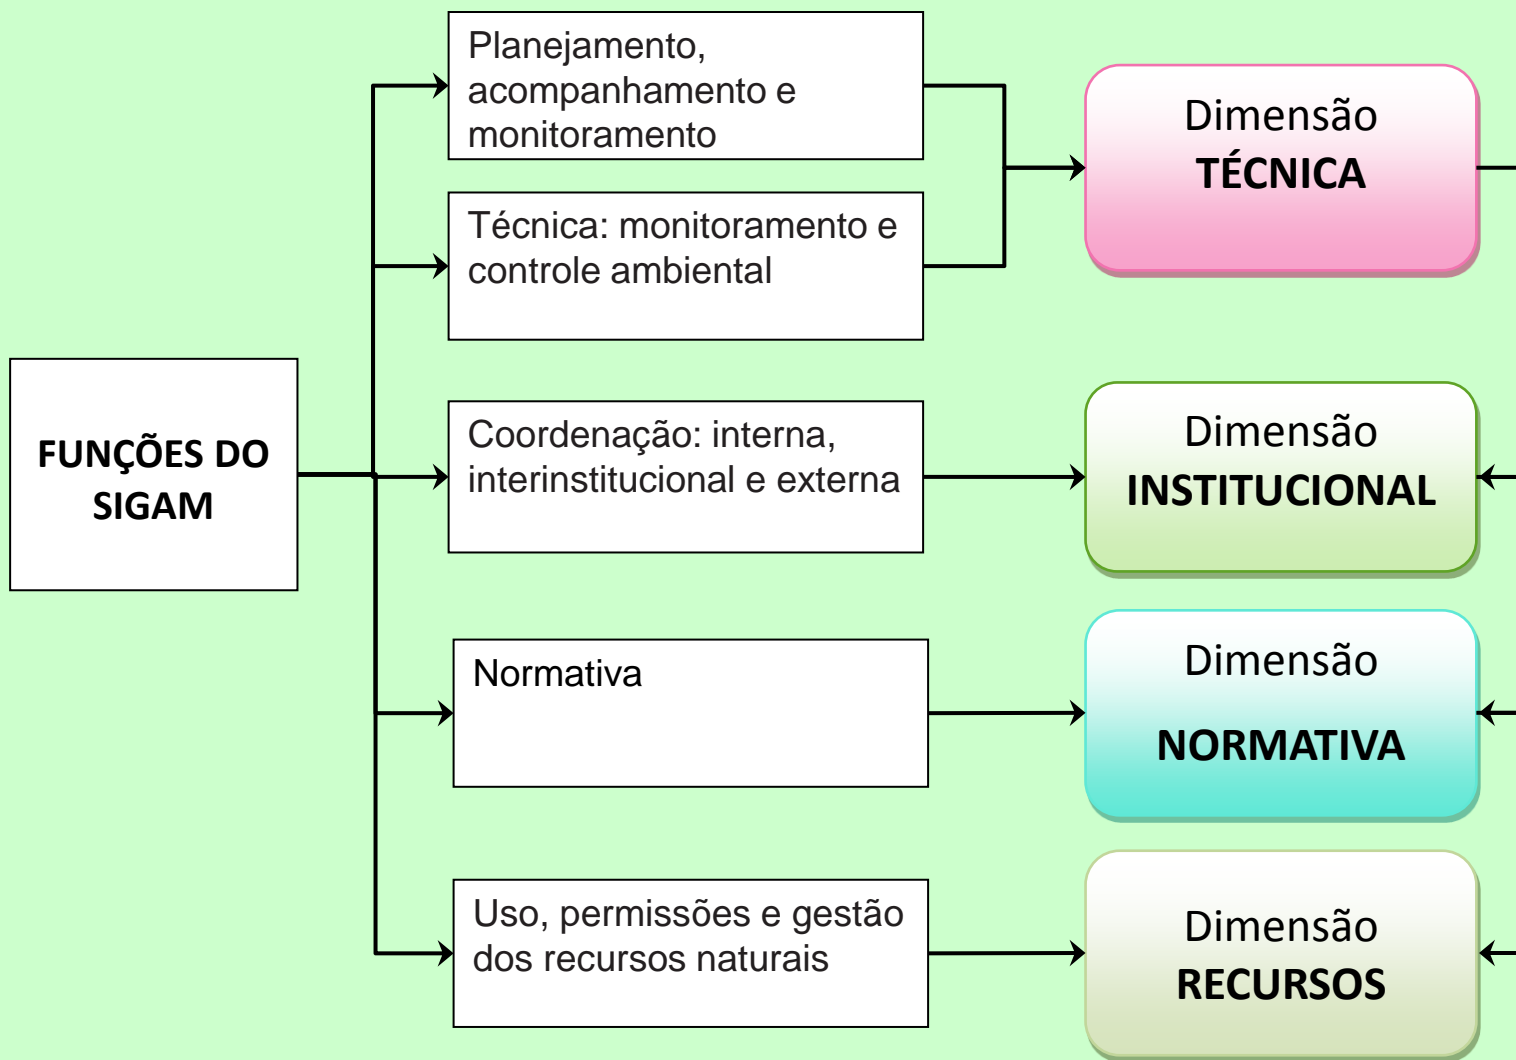 Planejamento,
acompanhamento e
monitoramento
Dimensão
TÉCNICA
Técnica: monitoramento e
controle ambiental
FUNÇÕES DO
SIGAM
Coordenação: interna,
interinstitucional e externa
Dimensão
INSTITUCIONAL
Normativa
Dimensão
NORMATIVA
Uso, permissões e gestão
dos recursos naturais
Dimensão
RECURSOS